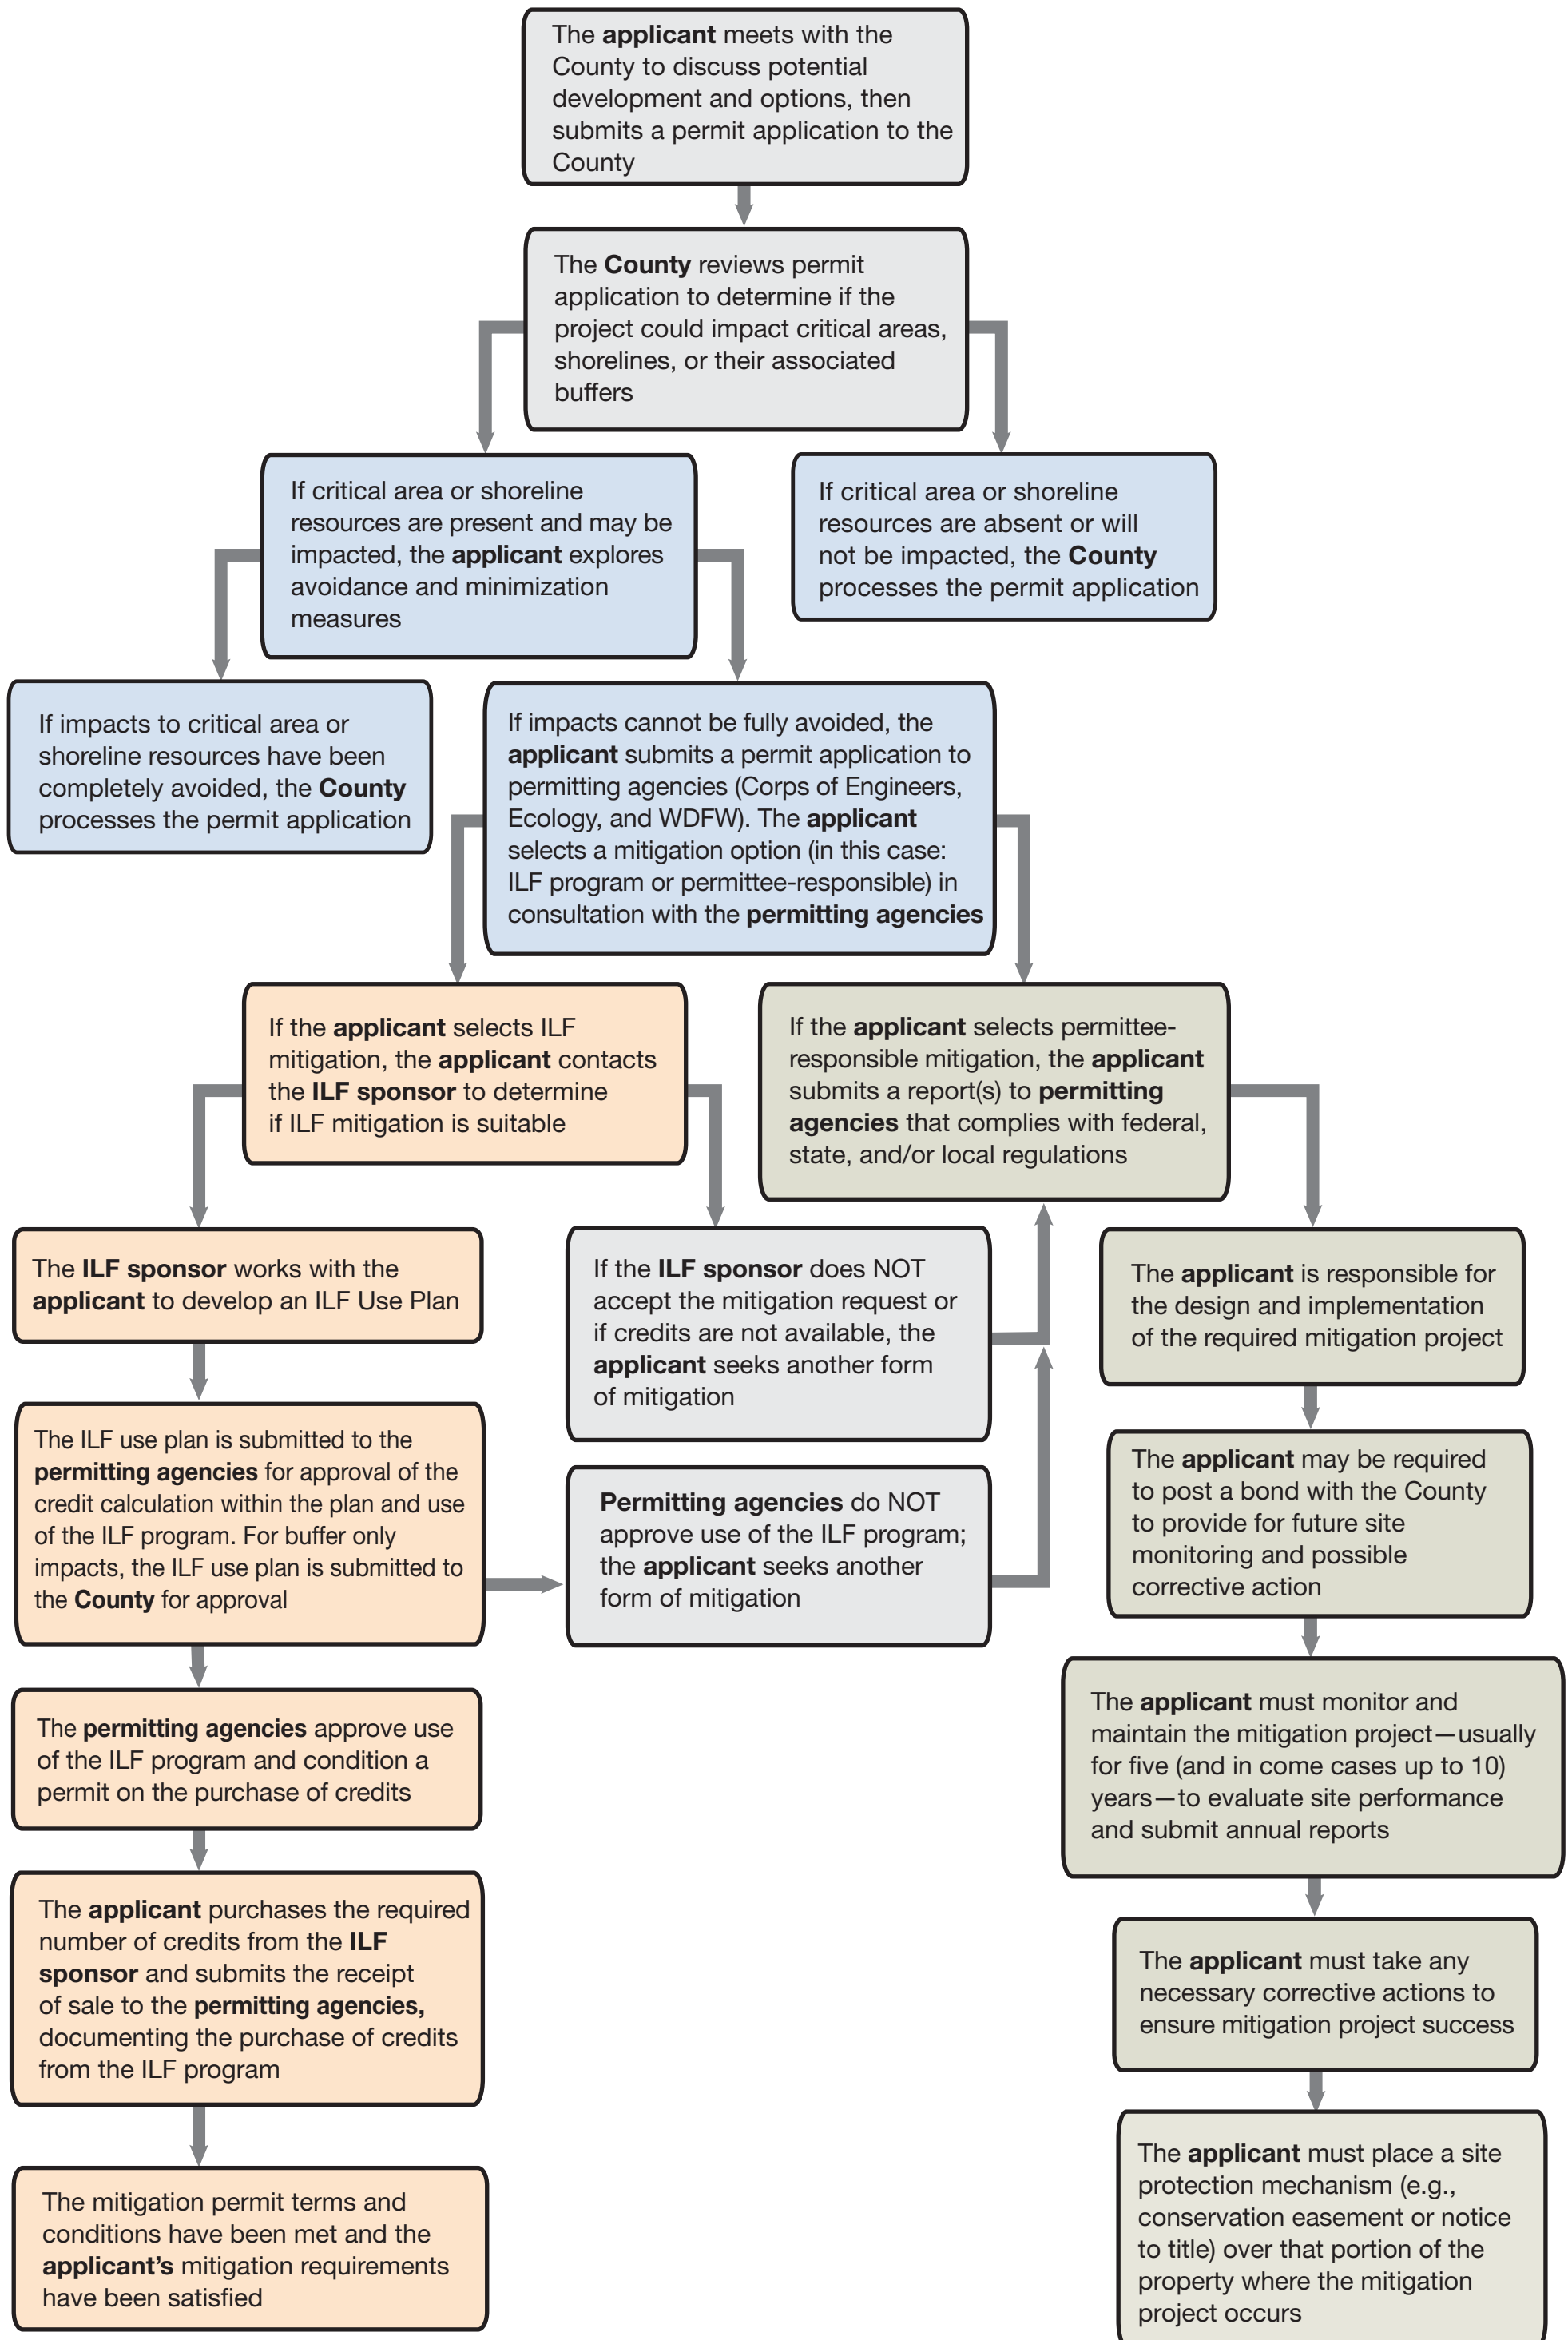 The applicant meets with the
County to discuss potential
development and options, then
submits a permit application to the
County
The County reviews permit
application to determine if the
project could impact critical areas,
shorelines, or their associated
buffers
If critical area or shoreline
resources are present and may be
impacted, the applicant explores
avoidance and minimization
measures
If critical area or shoreline
resources are absent or will
not be impacted, the County
processes the permit application
If impacts to critical area or
shoreline resources have been
completely avoided, the County
processes the permit application
If impacts cannot be fully avoided, the
applicant submits a permit application to
permitting agencies (Corps of Engineers,
Ecology, and WDFW). The applicant
selects a mitigation option (in this case:
ILF program or permittee-responsible) in
consultation with the permitting agencies
If the applicant selects ILF
mitigation, the applicant contacts
the ILF sponsor to determine
if ILF mitigation is suitable
If the applicant selects permittee-
responsible mitigation, the applicant
submits a report(s) to permitting
agencies that complies with federal,
state, and/or local regulations
The ILF sponsor works with the
applicant to develop an ILF Use Plan
If the ILF sponsor does NOT
accept the mitigation request or
if credits are not available, the
applicant seeks another form
of mitigation
The applicant is responsible for
the design and implementation
of the required mitigation project
The ILF use plan is submitted to the
permitting agencies for approval of the
credit calculation within the plan and use
of the ILF program. For buffer only
impacts, the ILF use plan is submitted to
the County for approval
Permitting agencies do NOT
approve use of the ILF program;
the applicant seeks another
form of mitigation
The applicant may be required
to post a bond with the County
to provide for future site
monitoring and possible
corrective action
The permitting agencies approve use
of the ILF program and condition a
permit on the purchase of credits
The applicant must monitor and
maintain the mitigation project—usually
for five (and in come cases up to 10)
years—to evaluate site performance
and submit annual reports
The applicant purchases the required
number of credits from the ILF
sponsor and submits the receipt
of sale to the permitting agencies,
documenting the purchase of credits
from the ILF program
The applicant must take any
necessary corrective actions to
ensure mitigation project success
The mitigation permit terms and
conditions have been met and the
applicant’s mitigation requirements
have been satisfied
The applicant must place a site
protection mechanism (e.g.,
conservation easement or notice
to title) over that portion of the
property where the mitigation
project occurs